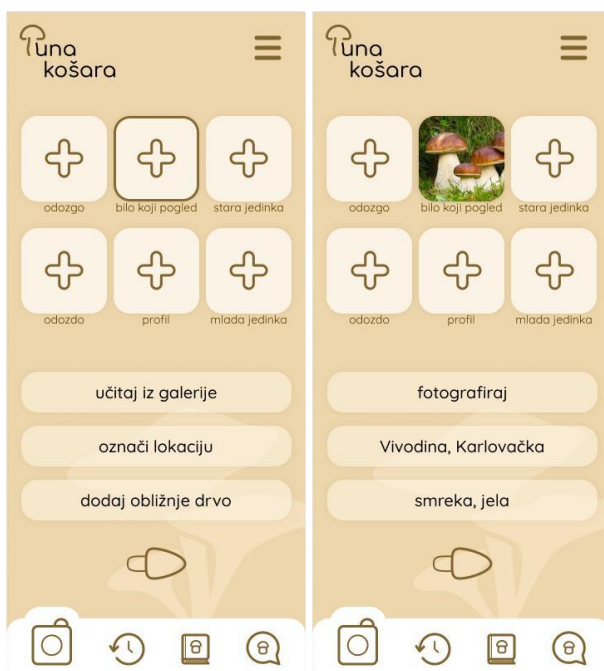 Puna
košara
odozgo
bilo koji pogled
stara jedinka
odozdo
profil
mlada jedinka
učitaj iz galerije
označi lokaciju
dodaj obližnje drvo
Puna
košara
odozgo
bilo koji pogled
stara jedinka
odozdo
profil
mlada jedinka
fotografiraj
Vivodina, Karlovačka
smreka, jela